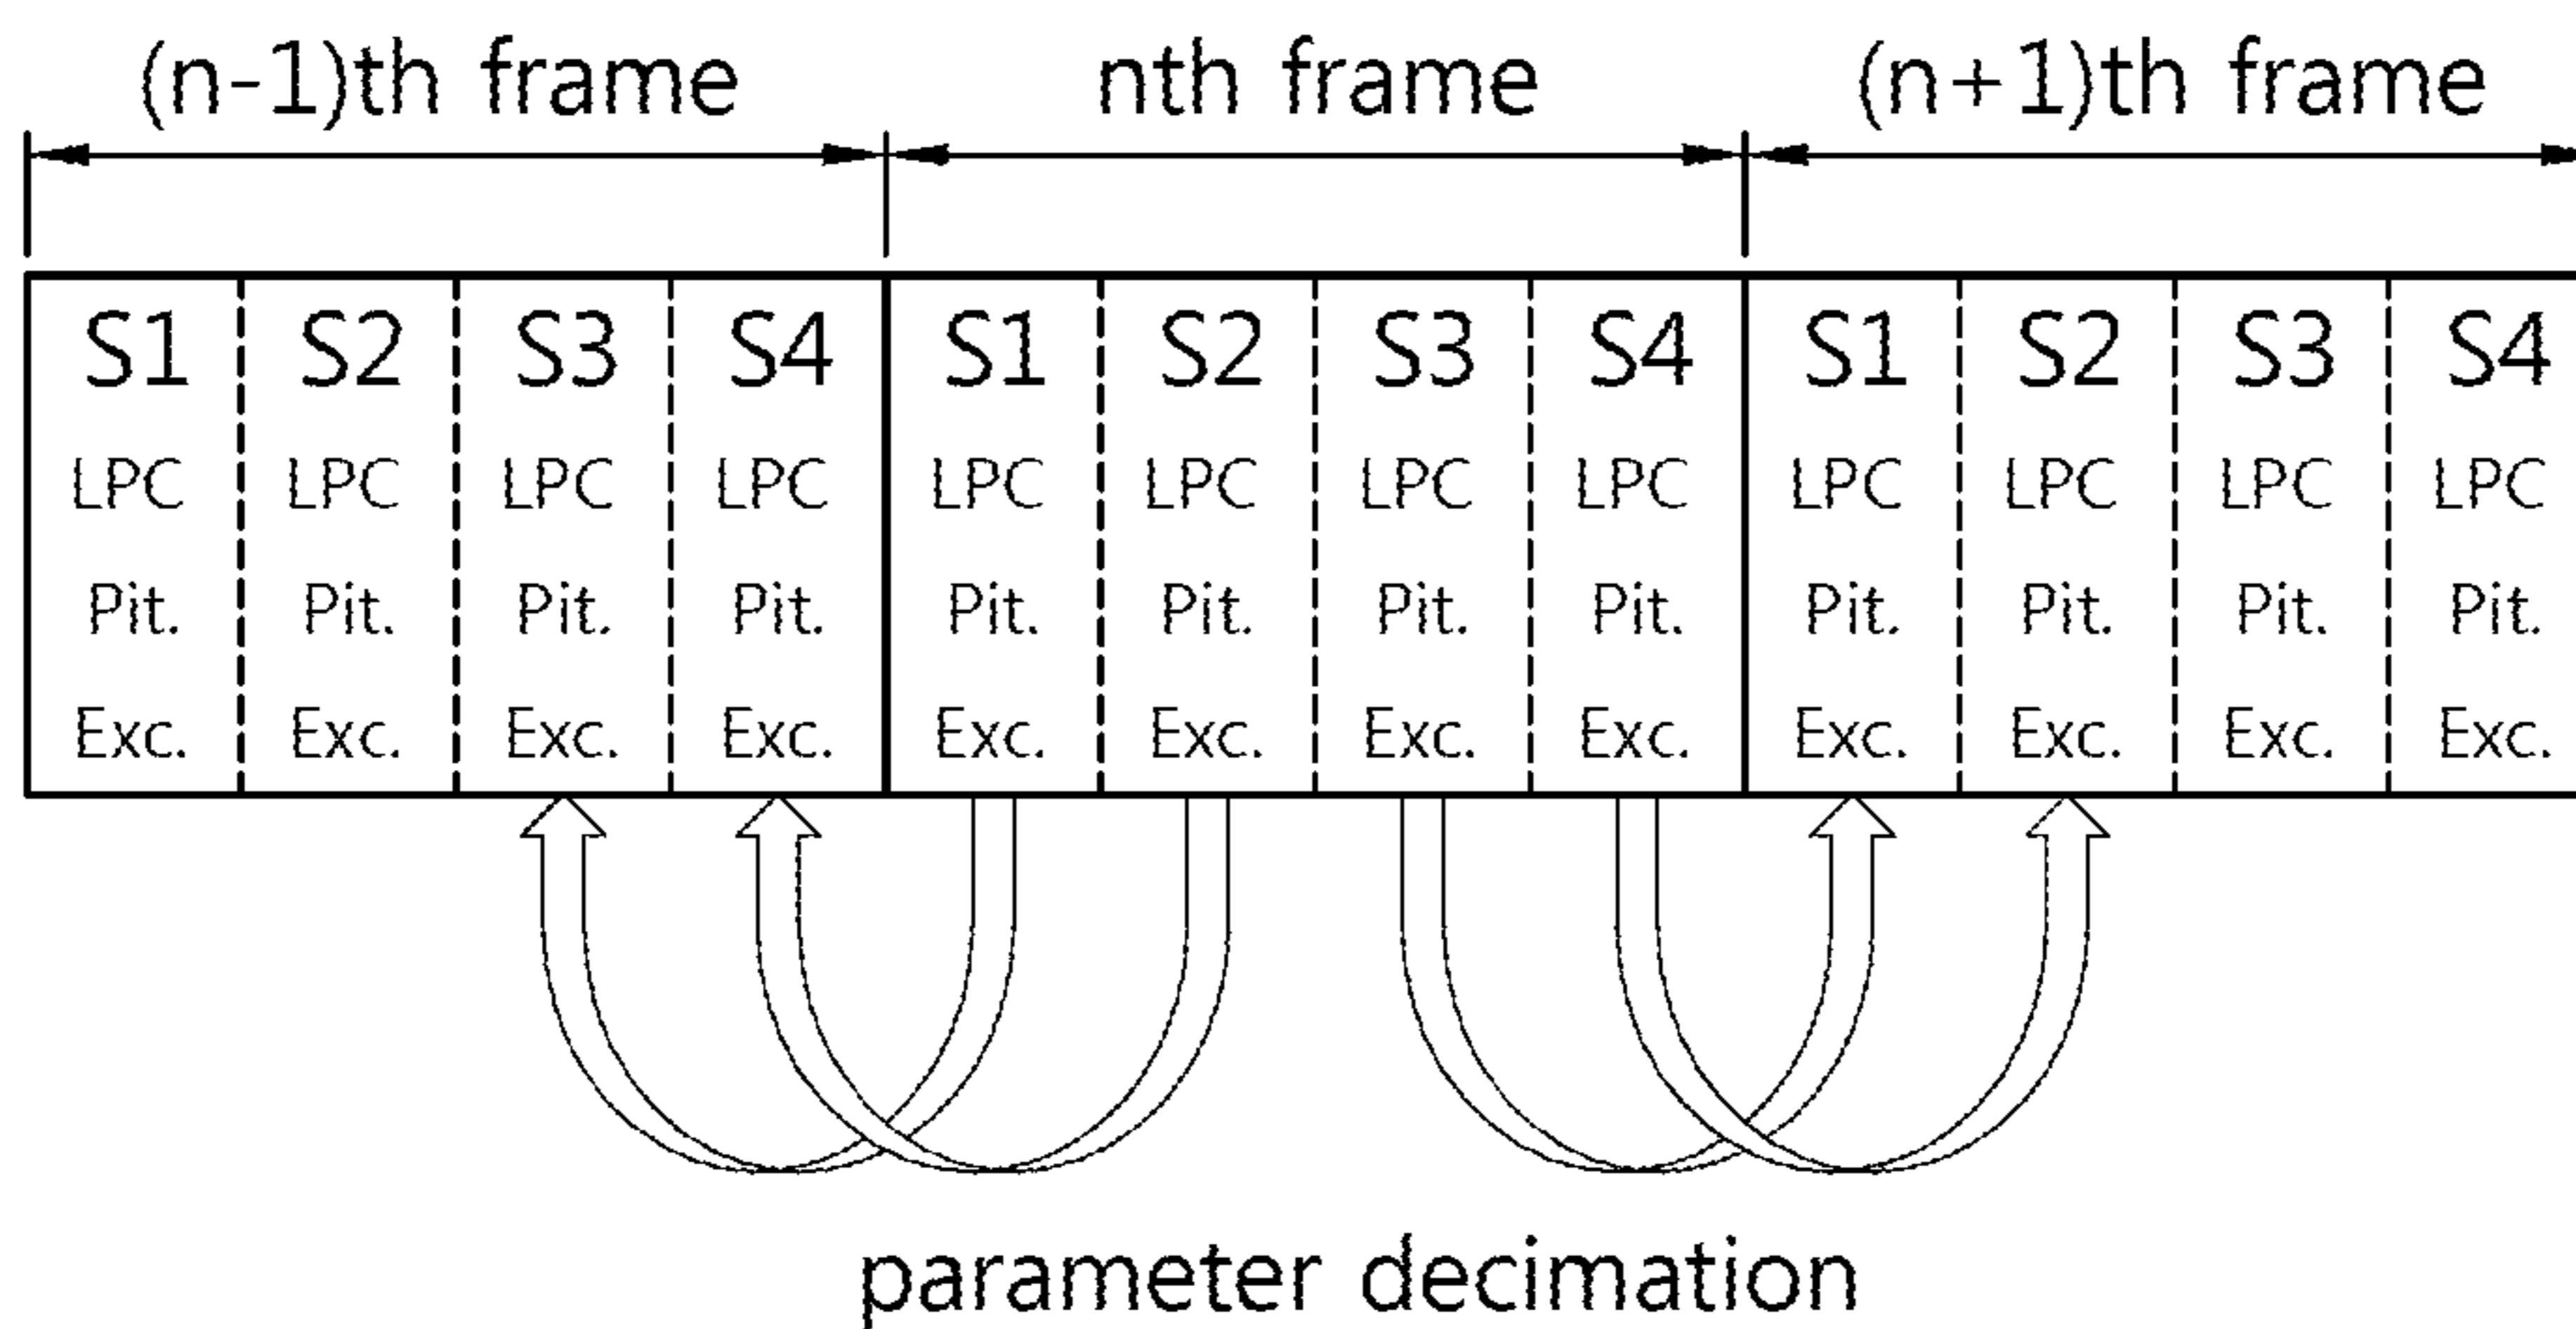 (n-1)th frame nth frame (n+1)th frame
S1 S2 S3 S4 S1 S2 S3 S4 S1 S2 S3 S4
LPC LPC LPC LPC LPC LPC LPC LPC LPC LPC LPC LPC
Pit. Pit. Pit. Pit. Pit. Pit. Pit. Pit. Pit. Pit. Pit. Pit.
Exc. Exc. Exc. Exc. Exc. Exc. Exc. Exc. Exc. Exc. Exc. Exc.
parameter decimation